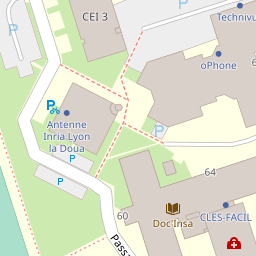 Technivu
CEI 3
oPhone
P
P
Antenne
Inria Lyon
la Doua
P
P
P
64
60
Doc'Insa
CLES-FACIL
Pass